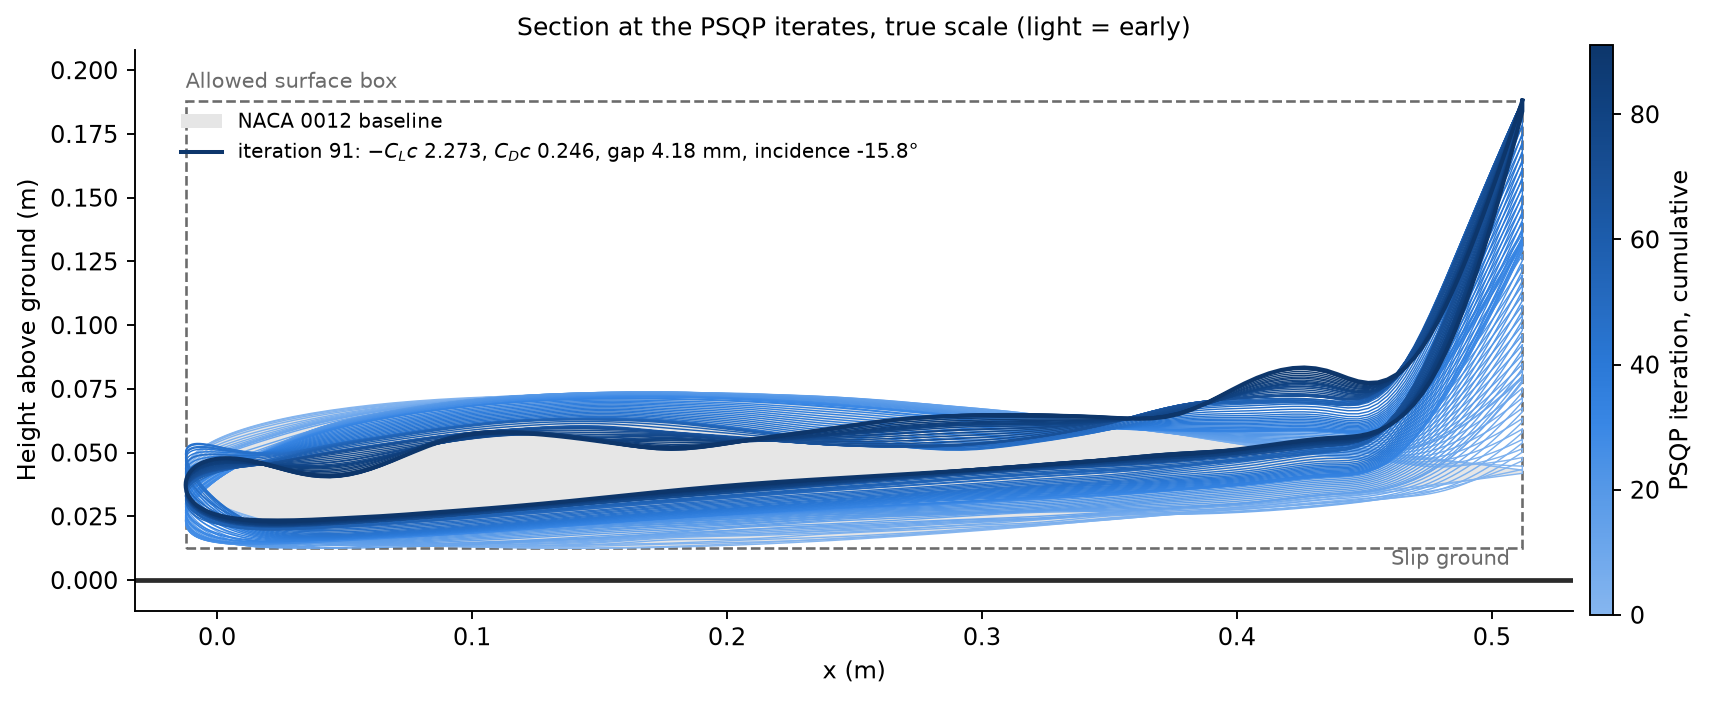 Section at the PSQP iterates, true scale (light = early)
Allowed surface box
NACA 0012 baseline
iteration 91: −C_L c 2.273, C_D c 0.246, gap 4.18 mm, incidence -15.8°
Slip ground
Height above ground (m)
0.200
0.175
0.150
0.125
0.100
0.075
0.050
0.025
0.000
0.0 0.1 0.2 0.3 0.4 0.5
x (m)
80
60
40
20
0
PSQP iteration, cumulative